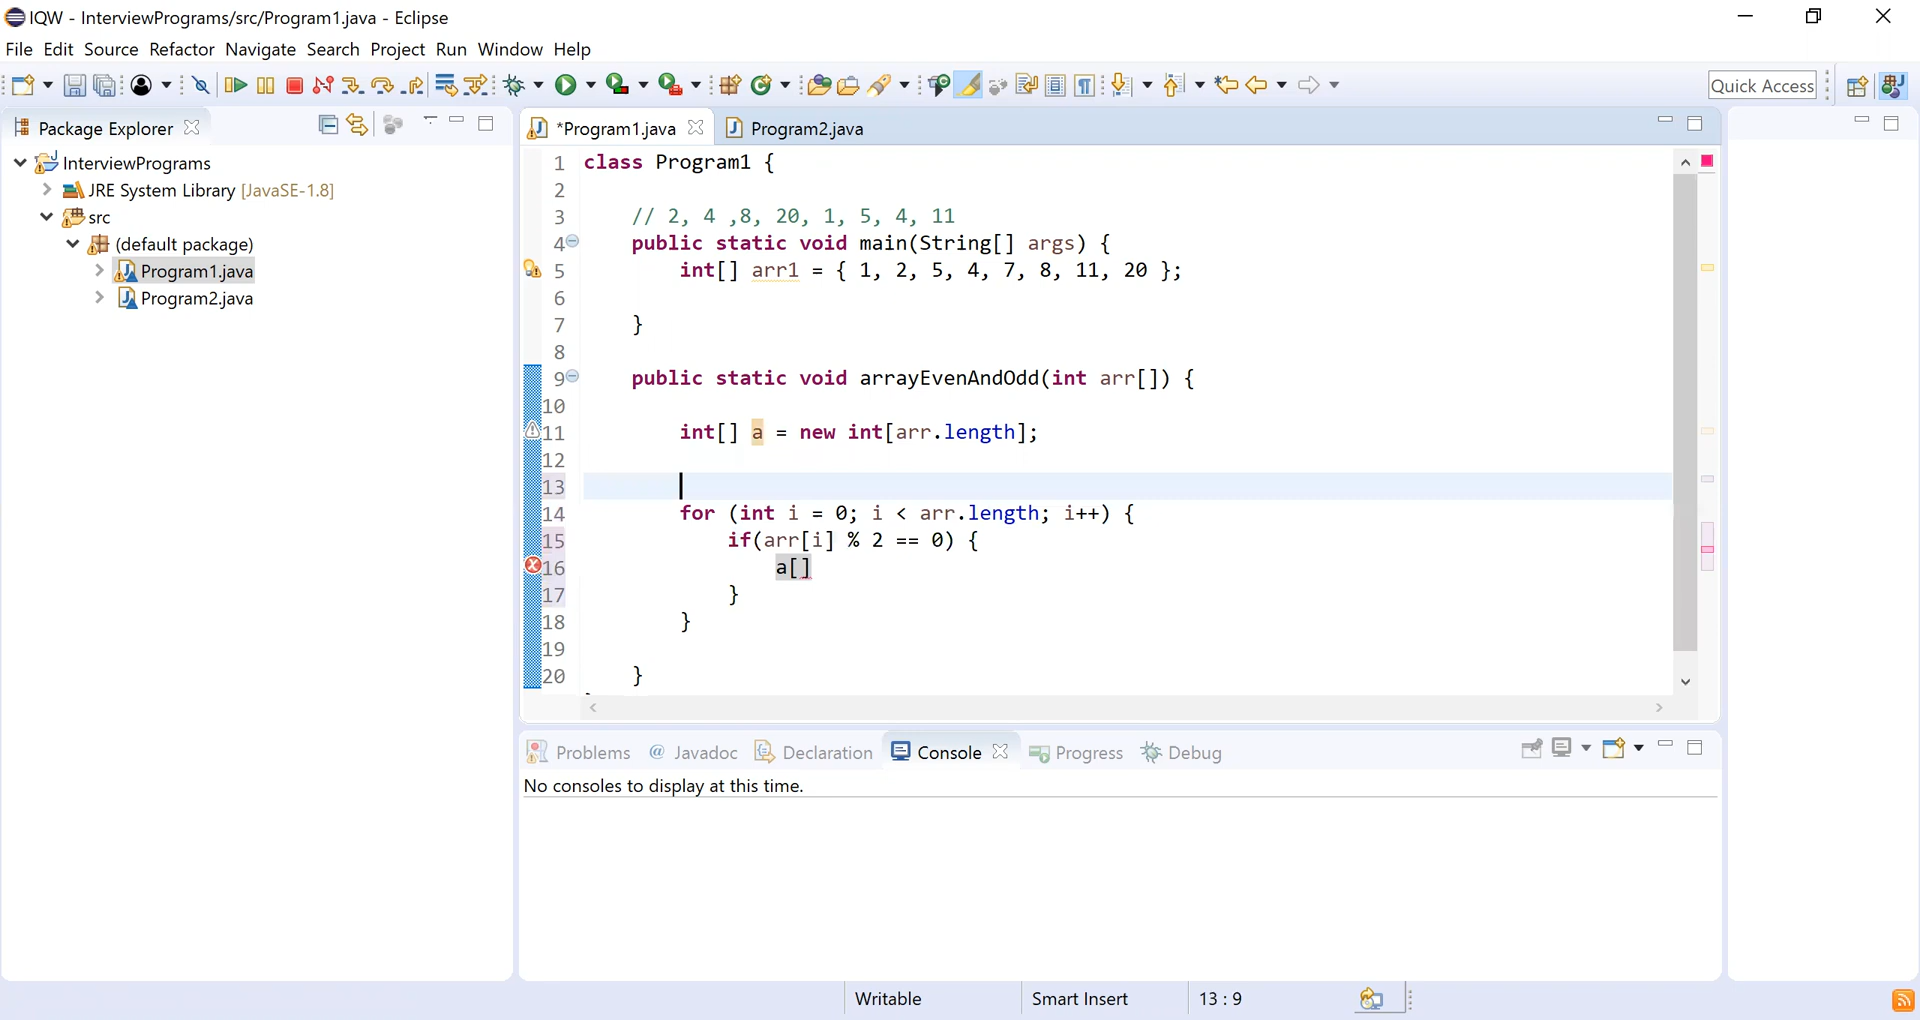 IQW - InterviewPrograms/src/Program1.java - Eclipse
File Edit Source Refactor Navigate Search Project Run Window Help
Quick Access
Package Explorer
*Program1.java Program2.java
InterviewPrograms
JRE System Library [JavaSE-1.8]
src
(default package)
Program1.java
Program2.java
1 class Program1 {
2
3 // 2, 4 ,8, 20, 1, 5, 4, 11
4 public static void main(String[] args) {
5 int[] arr1 = { 1, 2, 5, 4, 7, 8, 11, 20 };
6
7 }
8
9 public static void arrayEvenAndOdd(int arr[]) {
10
11 int[] a = new int[arr.length];
12
13
14 for (int i = 0; i < arr.length; i++) {
15 if(arr[i] % 2 == 0) {
16 a[]
17 }
18 }
19
20 }
Problems @ Javadoc Declaration Console Progress Debug
No consoles to display at this time.
Writable Smart Insert 13 : 9